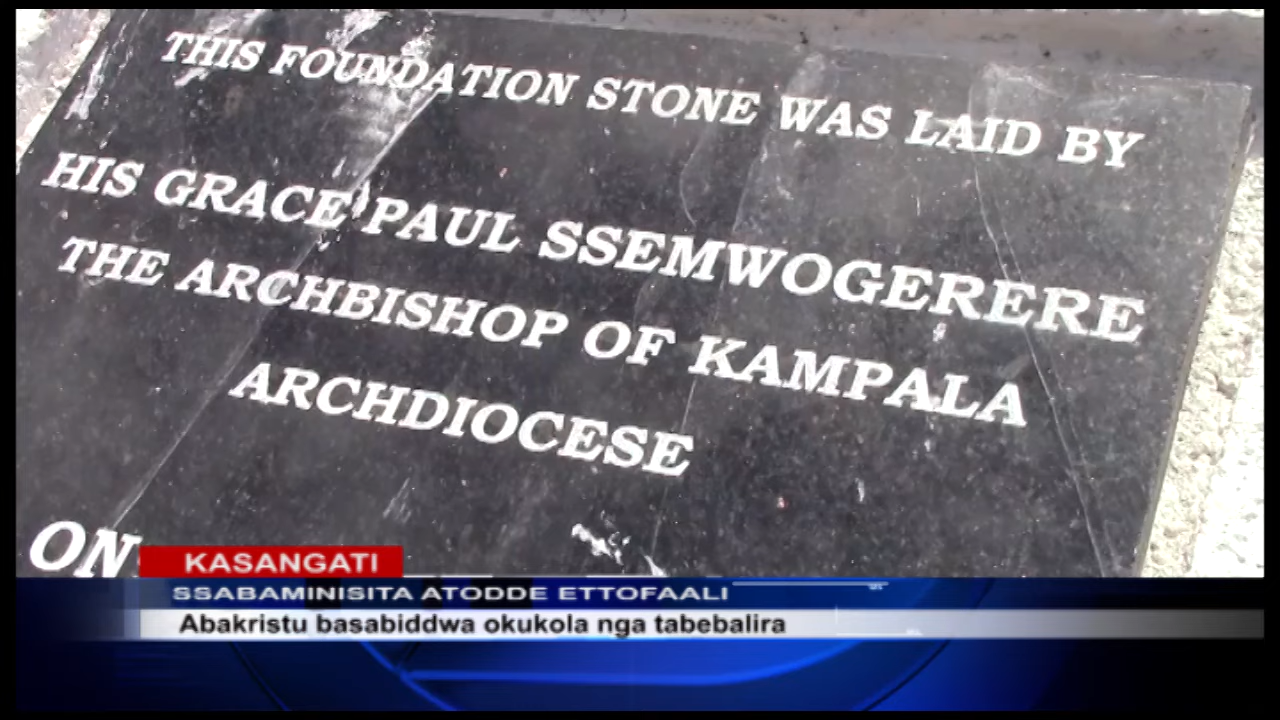 THIS FOUNDATION STONE WAS LAID BY
HIS GRACE PAUL SSEMWOGERERE
THE ARCHBISHOP OF KAMPALA
ARCHDIOCESE
ON
KASANGATI
SSABAMINISITA ATODDE ETTOFAALI
Abakristu basabiddwa okukola nga tabebalira